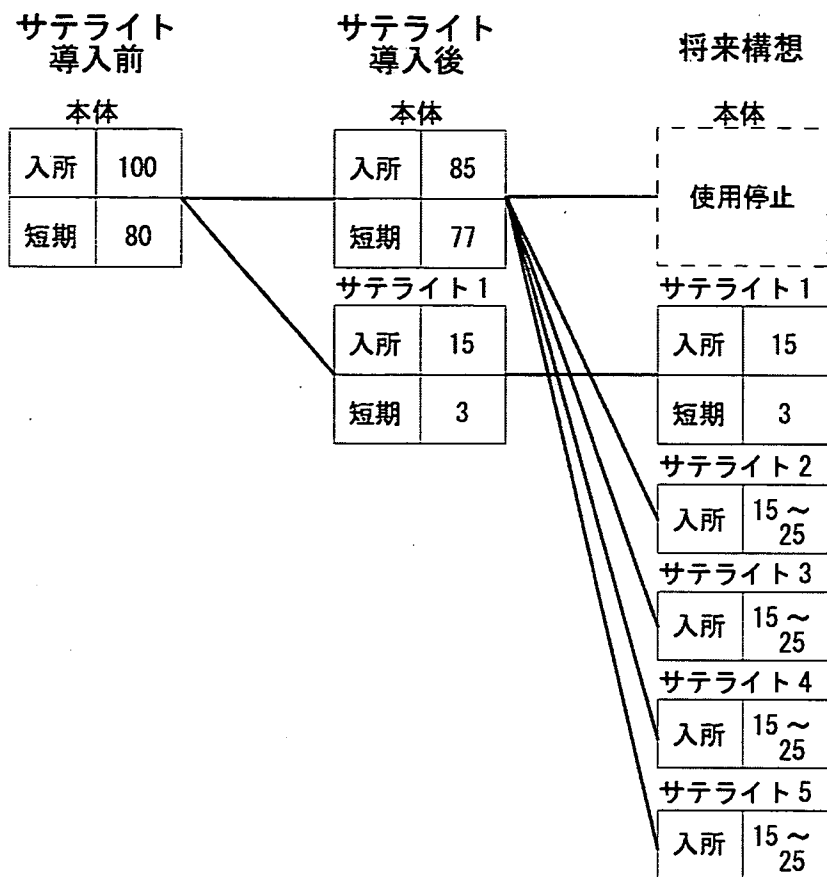 サテライト
導入前
本体
入所 100
短期 80
サテライト
導入後
本体
入所 85
短期 77
サテライト1
入所 15
短期 3
将来構想
本体
使用停止
サテライト1
入所 15
短期 3
サテライト2
入所 15～
25
サテライト3
入所 15～
25
サテライト4
入所 15～
25
サテライト5
入所 15～
25